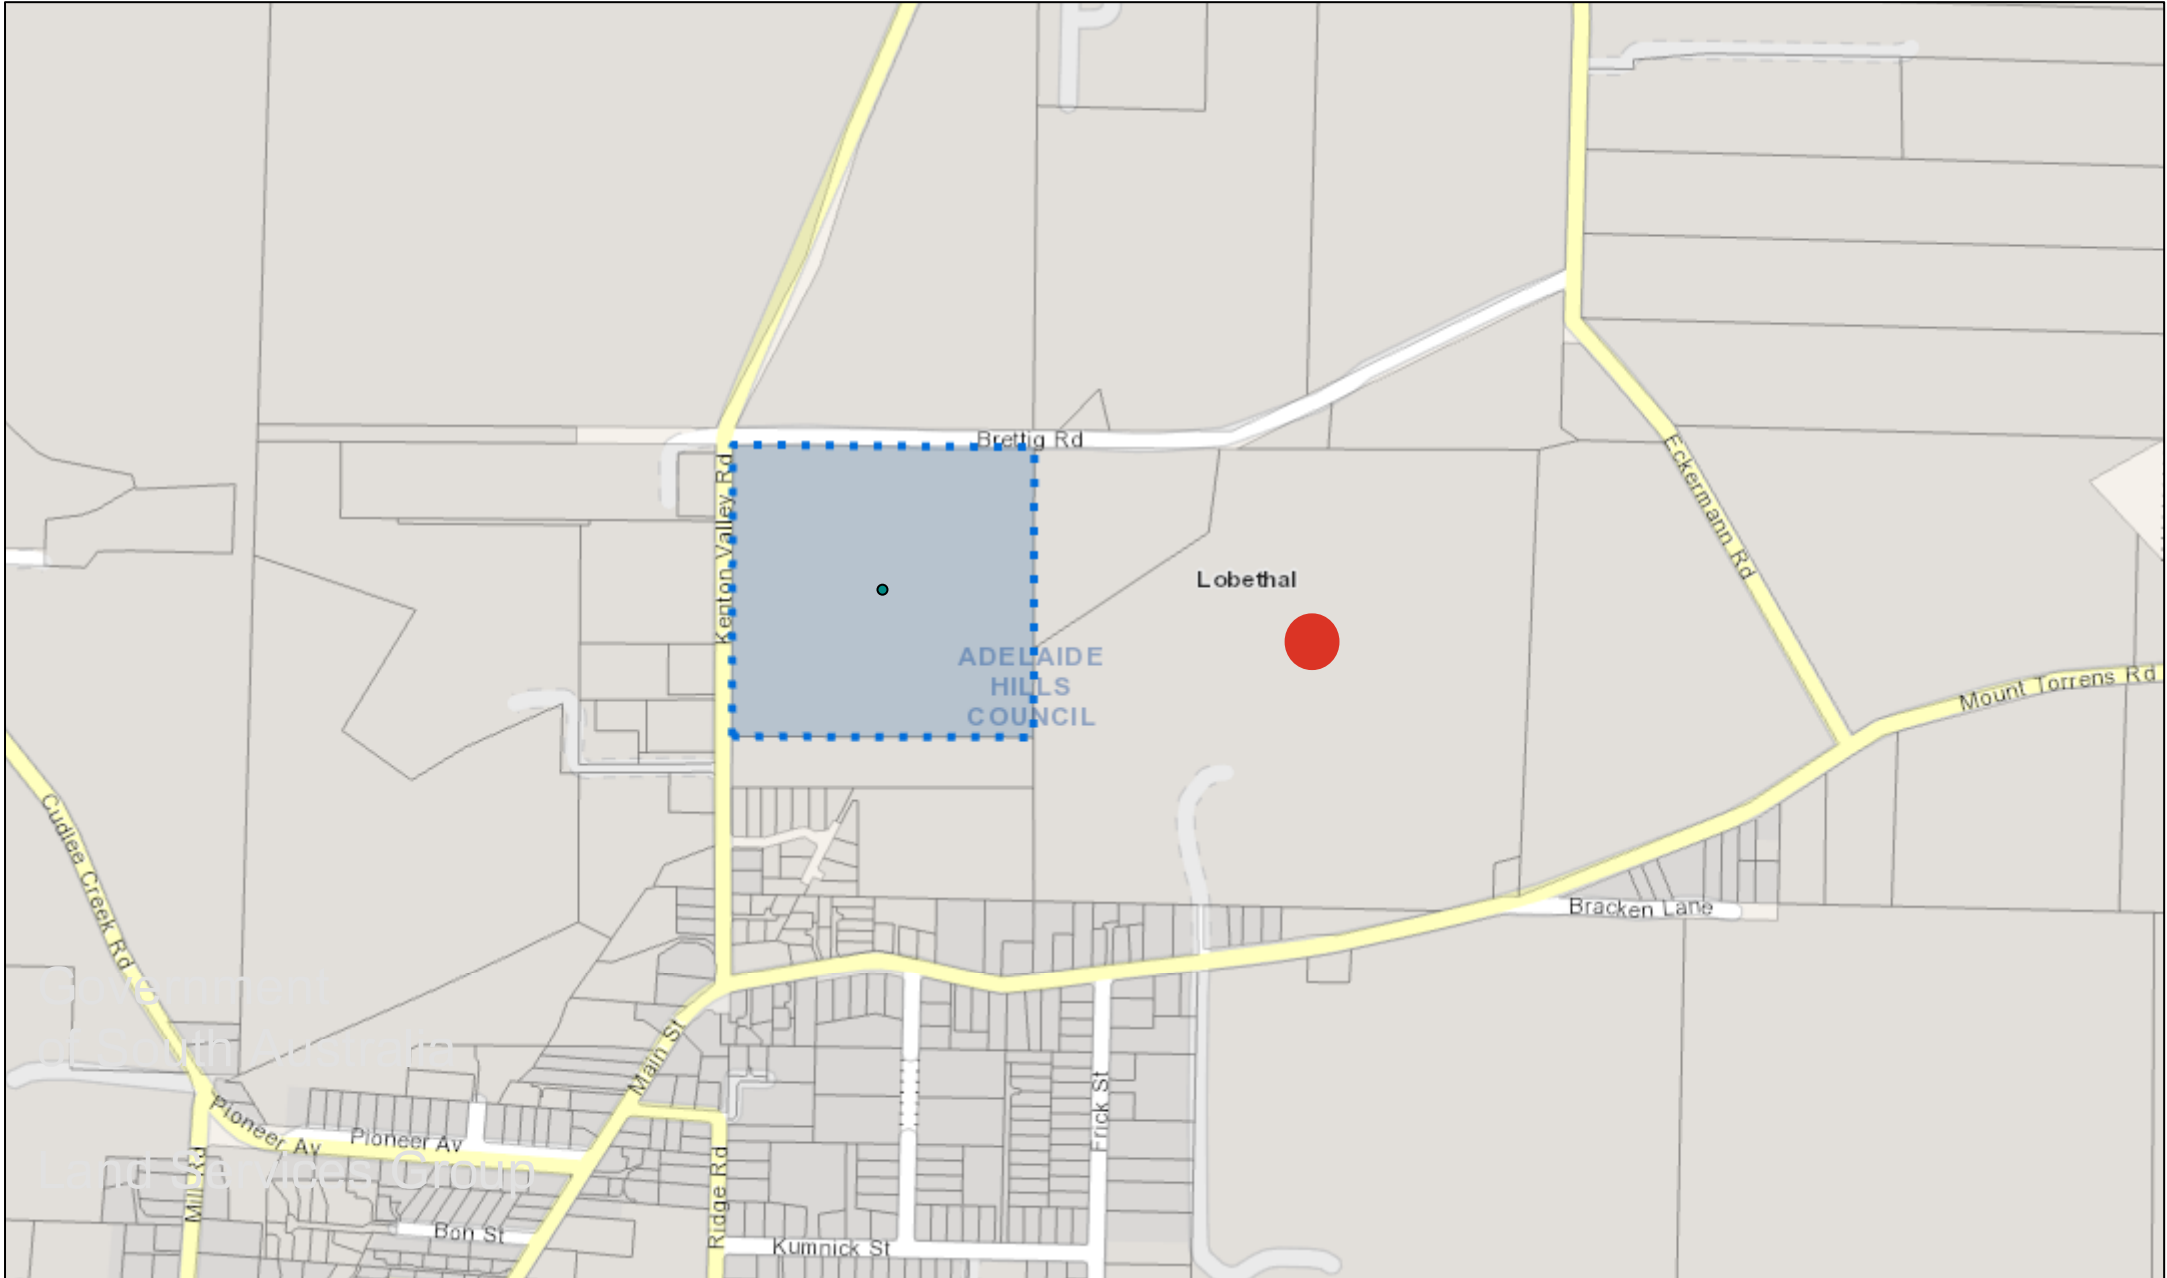 Brettig Rd
Kenton Valley Rd
Eckermann Rd
Lobethal
ADELAIDE
HILLS
COUNCIL
Mount Torrens Rd
Cudlee Creek Rd
Bracken Lane
Government
of South Australia
Main St
Frick St
Pioneer Av
Pioneer Av
Land Services Group
Mill Rd
Ridge Rd
Bon St
Kumnick St